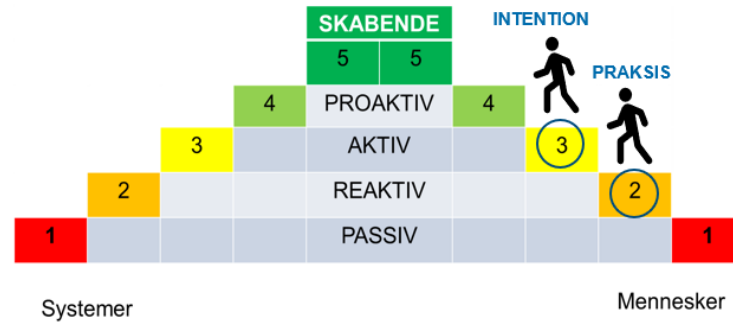 SKABENDE
INTENTION
5 5
PRAKSIS
4 PROAKTIV 4
3 AKTIV 3
2 REAKTIV 2
1 PASSIV 1
Systemer
Mennesker